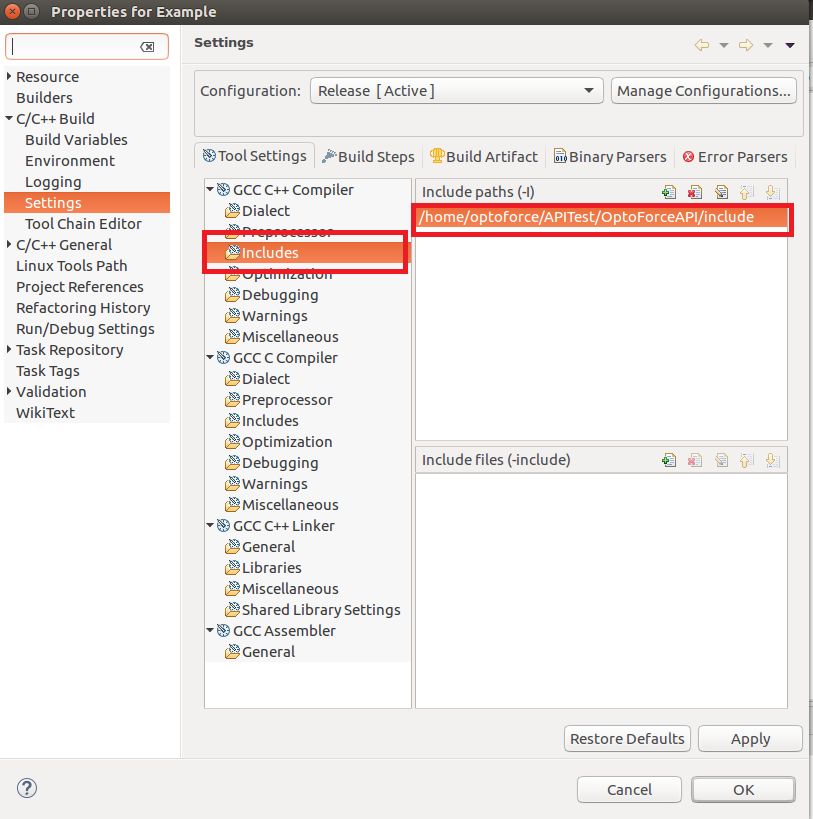 Properties for Example
Settings
Resource
Builders
C/C++ Build
Build Variables
Environment
Logging
Settings
Tool Chain Editor
C/C++ General
Linux Tools Path
Project References
Refactoring History
Run/Debug Settings
Task Repository
Task Tags
Validation
WikiText
Configuration:
Release [ Active ]
Manage Configurations...
Tool Settings
Build Steps
Build Artifact
Binary Parsers
Error Parsers
GCC C++ Compiler
Dialect
Preprocessor
Includes
Optimization
Debugging
Warnings
Miscellaneous
GCC C Compiler
Dialect
Preprocessor
Includes
Optimization
Debugging
Warnings
Miscellaneous
GCC C++ Linker
General
Libraries
Miscellaneous
Shared Library Settings
GCC Assembler
General
Include paths (-I)
/home/optoforce/APITest/OptoForceAPI/include
Include files (-include)
Restore Defaults
Apply
?
Cancel
OK